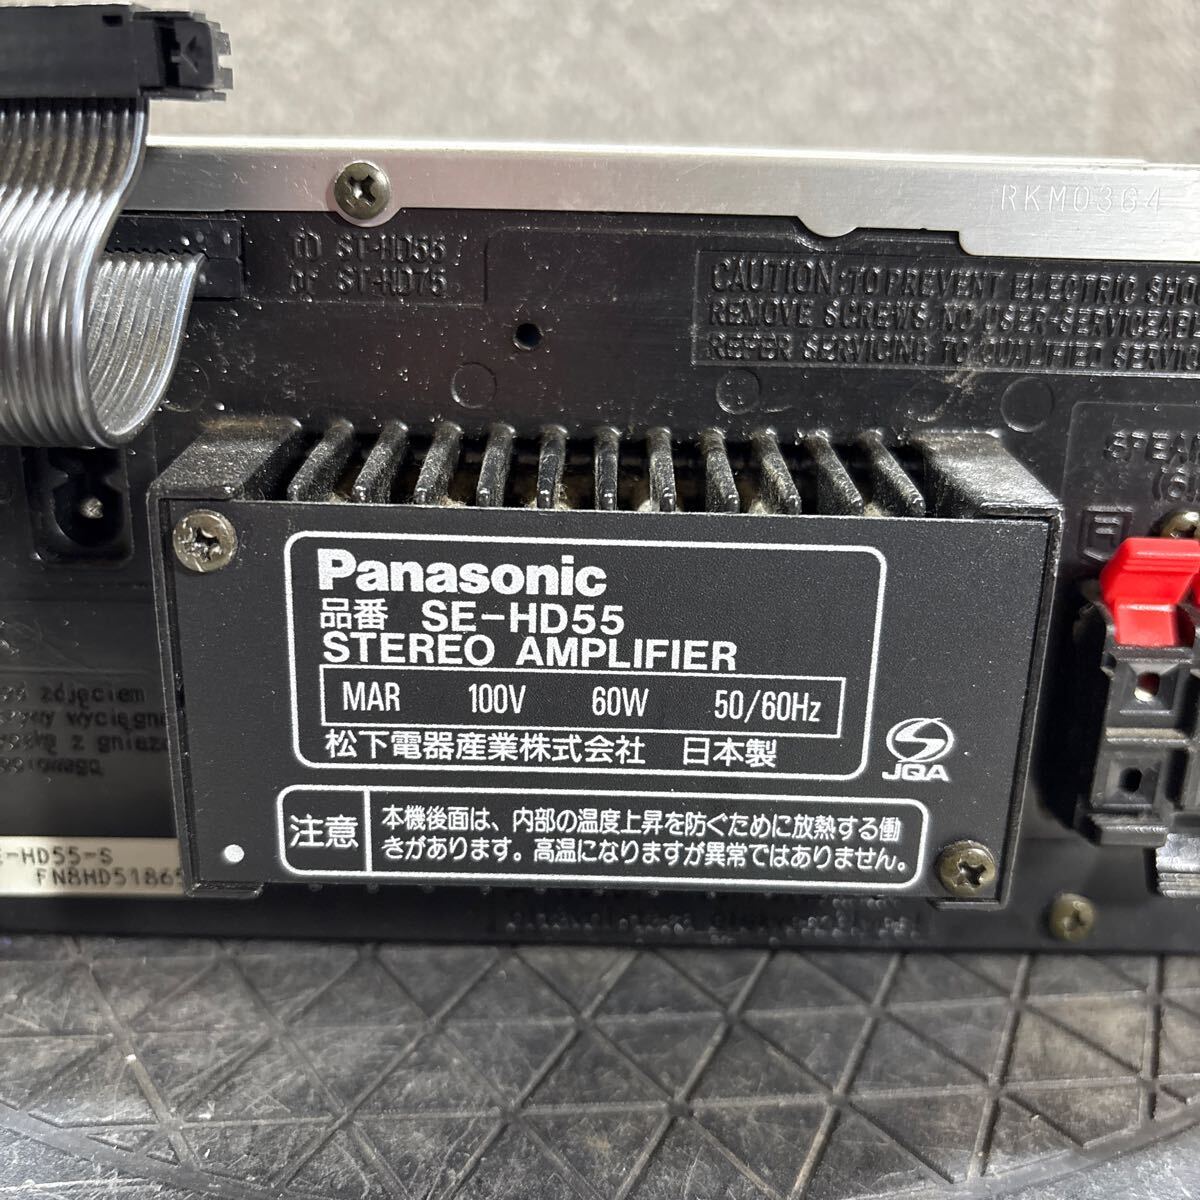 RKM0364
TO ST-HD55/
OF ST-HD75
CAUTION:TO PREVENT ELECTRIC
REMOVE SCREWS. NO USER-SERVICEABLE
REFER SERVICING TO QUALIFIED
Panasonic
品番 SE-HD55
STEREO AMPLIFIER
MAR 100V 60W 50/60Hz
松下電器産業株式会社 日本製
JQA
注意
本機後面は、内部の温度上昇を防ぐために放熱する働
きがあります。高温になりますが異常ではありません。
zdjęciem
z
-HD55-S
FN8HD51865